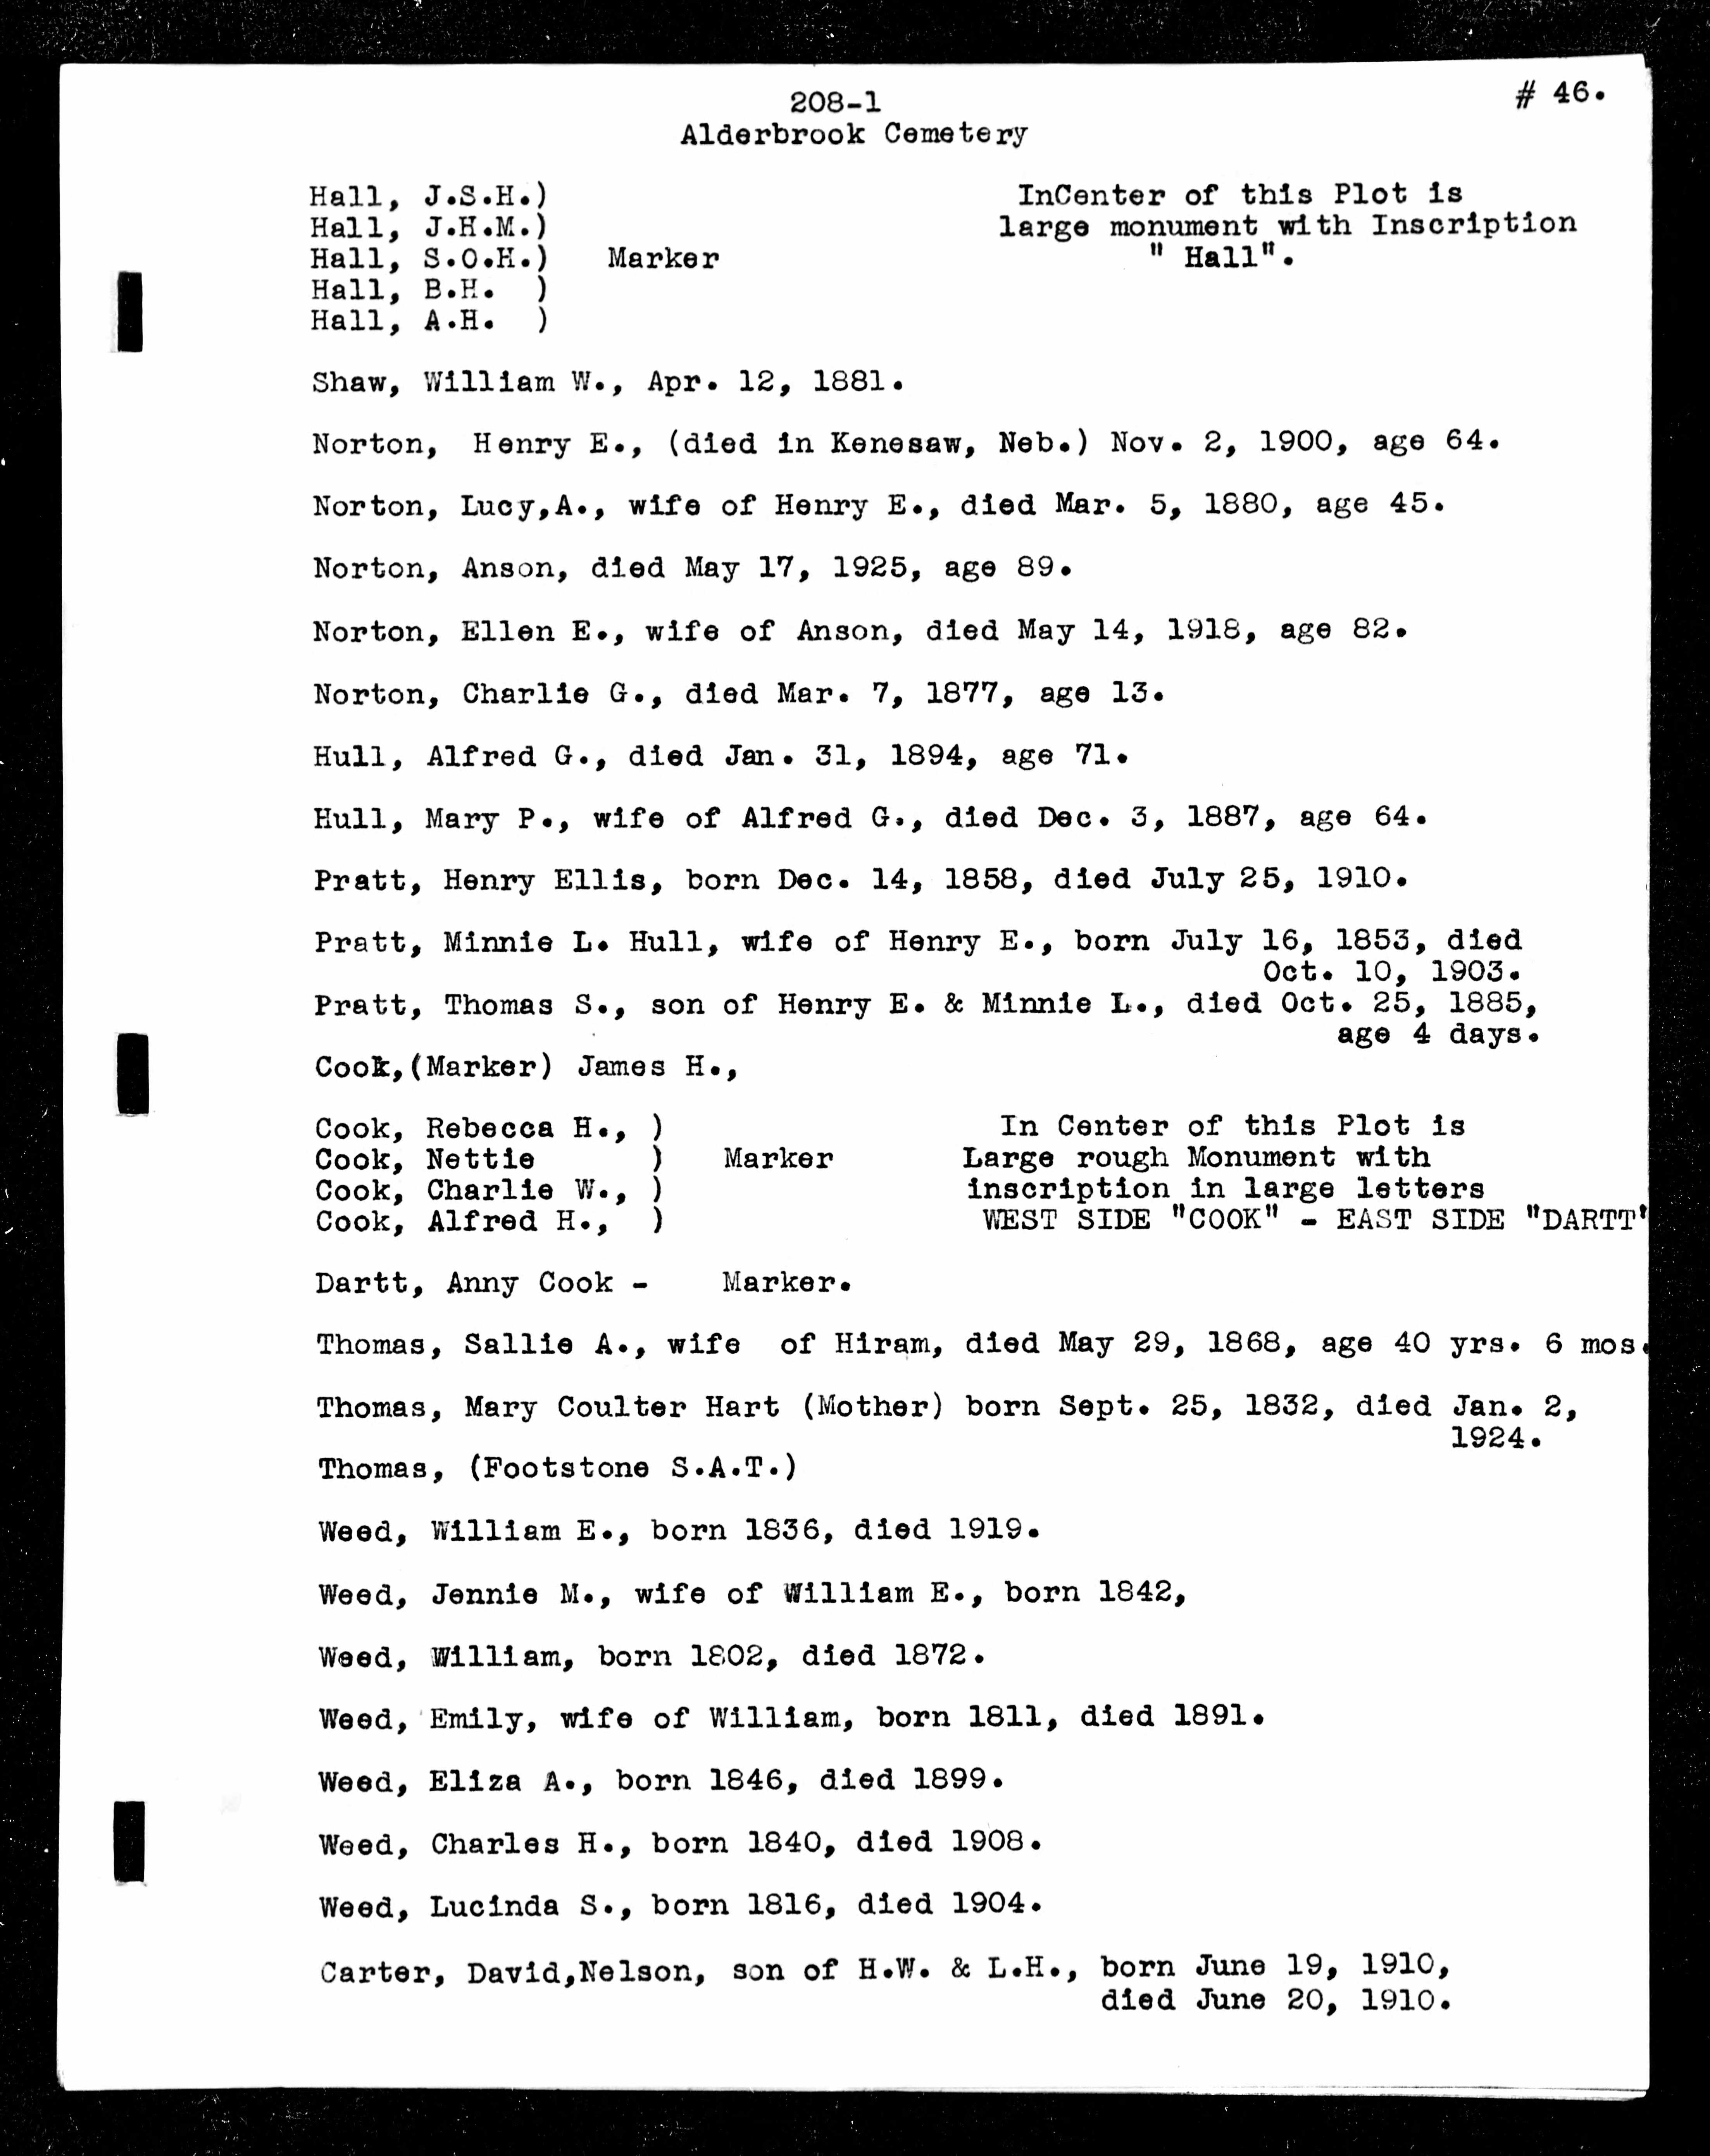 208-1
# 46.
Alderbrook Cemetery
Hall, J.S.H.) InCenter of this Plot is
Hall, J.H.M.) large monument with Inscription
Hall, S.O.H.) Marker " Hall".
Hall, B.H. )
Hall, A.H. )
Shaw, William W., Apr. 12, 1881.
Norton, Henry E., (died in Kenesaw, Neb.) Nov. 2, 1900, age 64.
Norton, Lucy,A., wife of Henry E., died Mar. 5, 1880, age 45.
Norton, Anson, died May 17, 1925, age 89.
Norton, Ellen E., wife of Anson, died May 14, 1918, age 82.
Norton, Charlie G., died Mar. 7, 1877, age 13.
Hull, Alfred G., died Jan. 31, 1894, age 71.
Hull, Mary P., wife of Alfred G., died Dec. 3, 1887, age 64.
Pratt, Henry Ellis, born Dec. 14, 1858, died July 25, 1910.
Pratt, Minnie L. Hull, wife of Henry E., born July 16, 1853, died
Oct. 10, 1903.
Pratt, Thomas S., son of Henry E. & Minnie L., died Oct. 25, 1885,
age 4 days.
Cook,(Marker) James H.,
Cook, Rebecca H., ) In Center of this Plot is
Cook, Nettie ) Marker Large rough Monument with
Cook, Charlie W., ) inscription in large letters
Cook, Alfred H., ) WEST SIDE "COOK" - EAST SIDE "DARTT"
Dartt, Anny Cook - Marker.
Thomas, Sallie A., wife of Hiram, died May 29, 1868, age 40 yrs. 6 mos.
Thomas, Mary Coulter Hart (Mother) born Sept. 25, 1832, died Jan. 2,
1924.
Thomas, (Footstone S.A.T.)
Weed, William E., born 1836, died 1919.
Weed, Jennie M., wife of William E., born 1842,
Weed, William, born 1802, died 1872.
Weed, Emily, wife of William, born 1811, died 1891.
Weed, Eliza A., born 1846, died 1899.
Weed, Charles H., born 1840, died 1908.
Weed, Lucinda S., born 1816, died 1904.
Carter, David,Nelson, son of H.W. & L.H., born June 19, 1910,
died June 20, 1910.